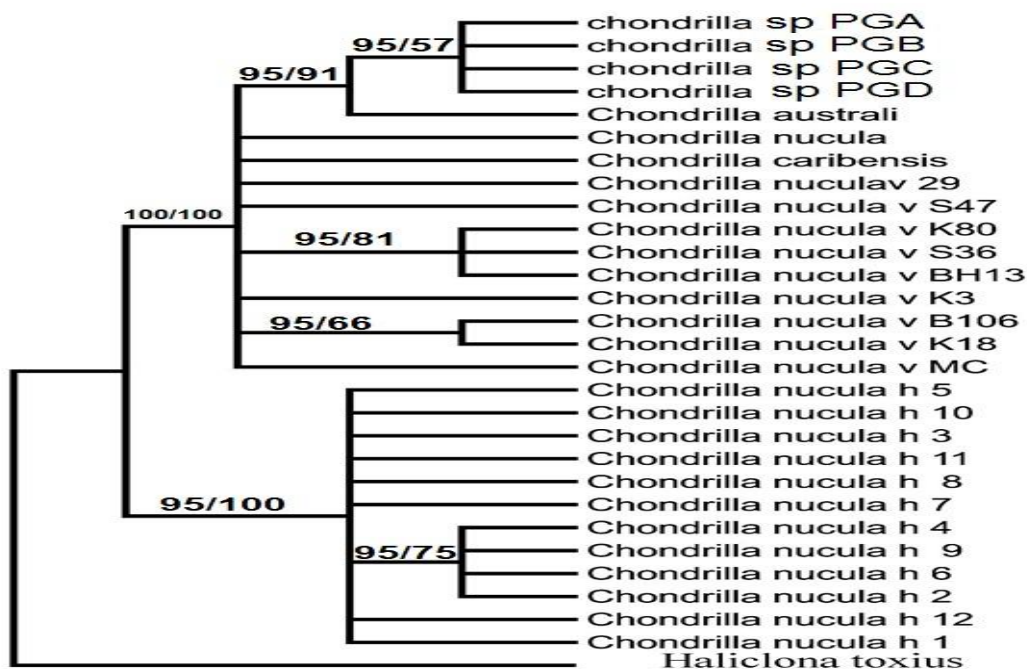 chondrilla sp PGA
95/57
chondrilla sp PGB
95/91
chondrilla sp PGC
chondrilla sp PGD
Chondrilla australi
Chondrilla nucula
Chondrilla caribensis
Chondrilla nuculav 29
100/100
Chondrilla nucula v S47
Chondrilla nucula v K80
95/81
Chondrilla nucula v S36
Chondrilla nucula v BH13
Chondrilla nucula v K3
95/66
Chondrilla nucula v B106
Chondrilla nucula v K18
Chondrilla nucula v MC
Chondrilla nucula h 5
Chondrilla nucula h 10
Chondrilla nucula h 3
Chondrilla nucula h 11
Chondrilla nucula h 8
95/100
Chondrilla nucula h 7
Chondrilla nucula h 4
95/75
Chondrilla nucula h 9
Chondrilla nucula h 6
Chondrilla nucula h 2
Chondrilla nucula h 12
Chondrilla nucula h 1
Haliclona toxius